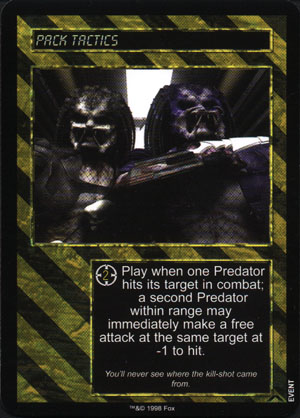 PACK TACTICS
2
Play when one Predator
hits its target in combat;
a second Predator
within range may
immediately make a free
attack at the same target at
-1 to hit.
You'll never see where the kill-shot came
from.
™&© 1998 Fox
EVENT